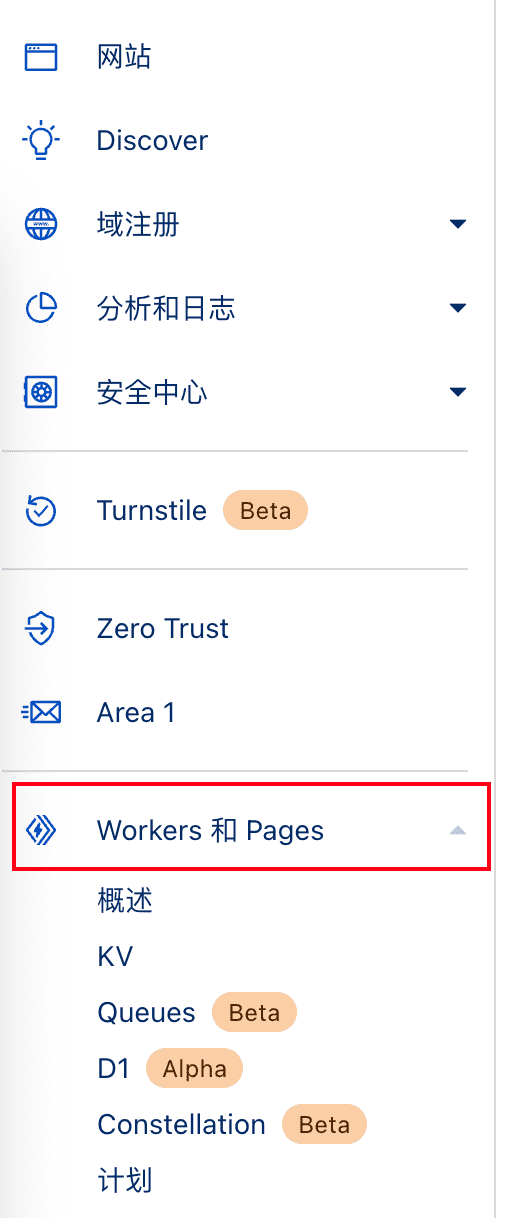 网站
Discover
www.
域注册
分析和日志
安全中心
Turnstile Beta
Zero Trust
Area 1
Workers 和 Pages
概述
KV
Queues Beta
D1 Alpha
Constellation Beta
计划